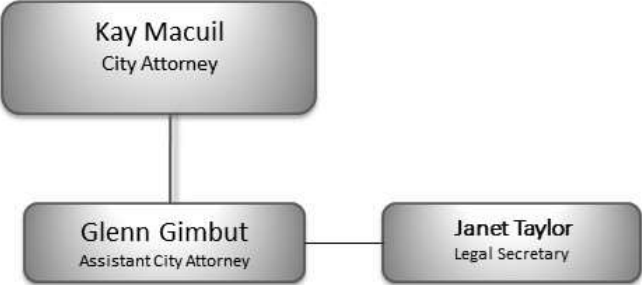 Kay Macuil
City Attorney
Glenn Gimbut
Assistant City Attorney
Janet Taylor
Legal Secretary